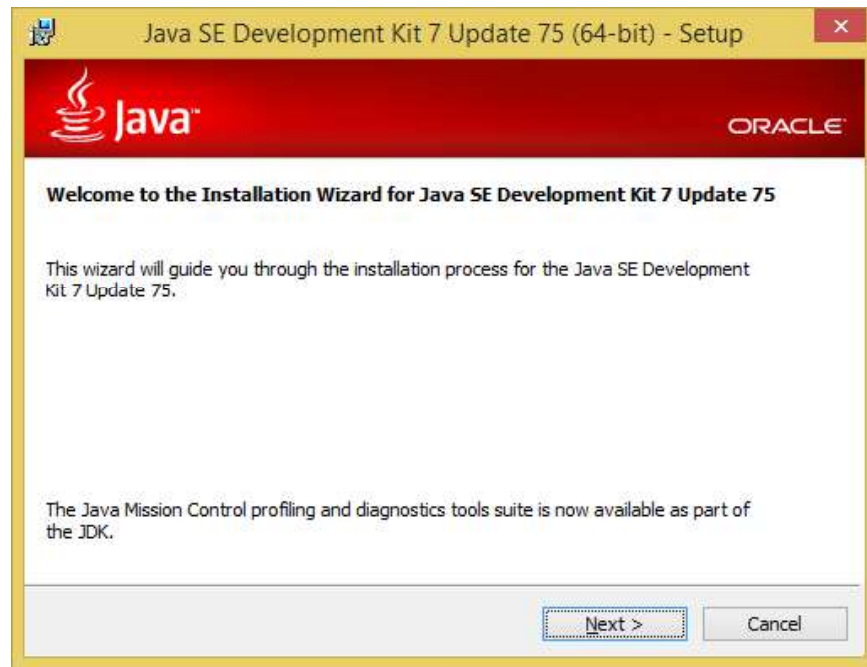 Java SE Development Kit 7 Update 75 (64-bit) - Setup
Java™
ORACLE
Welcome to the Installation Wizard for Java SE Development Kit 7 Update 75
This wizard will guide you through the installation process for the Java SE Development
Kit 7 Update 75.
The Java Mission Control profiling and diagnostics tools suite is now available as part of
the JDK.
Next >
Cancel